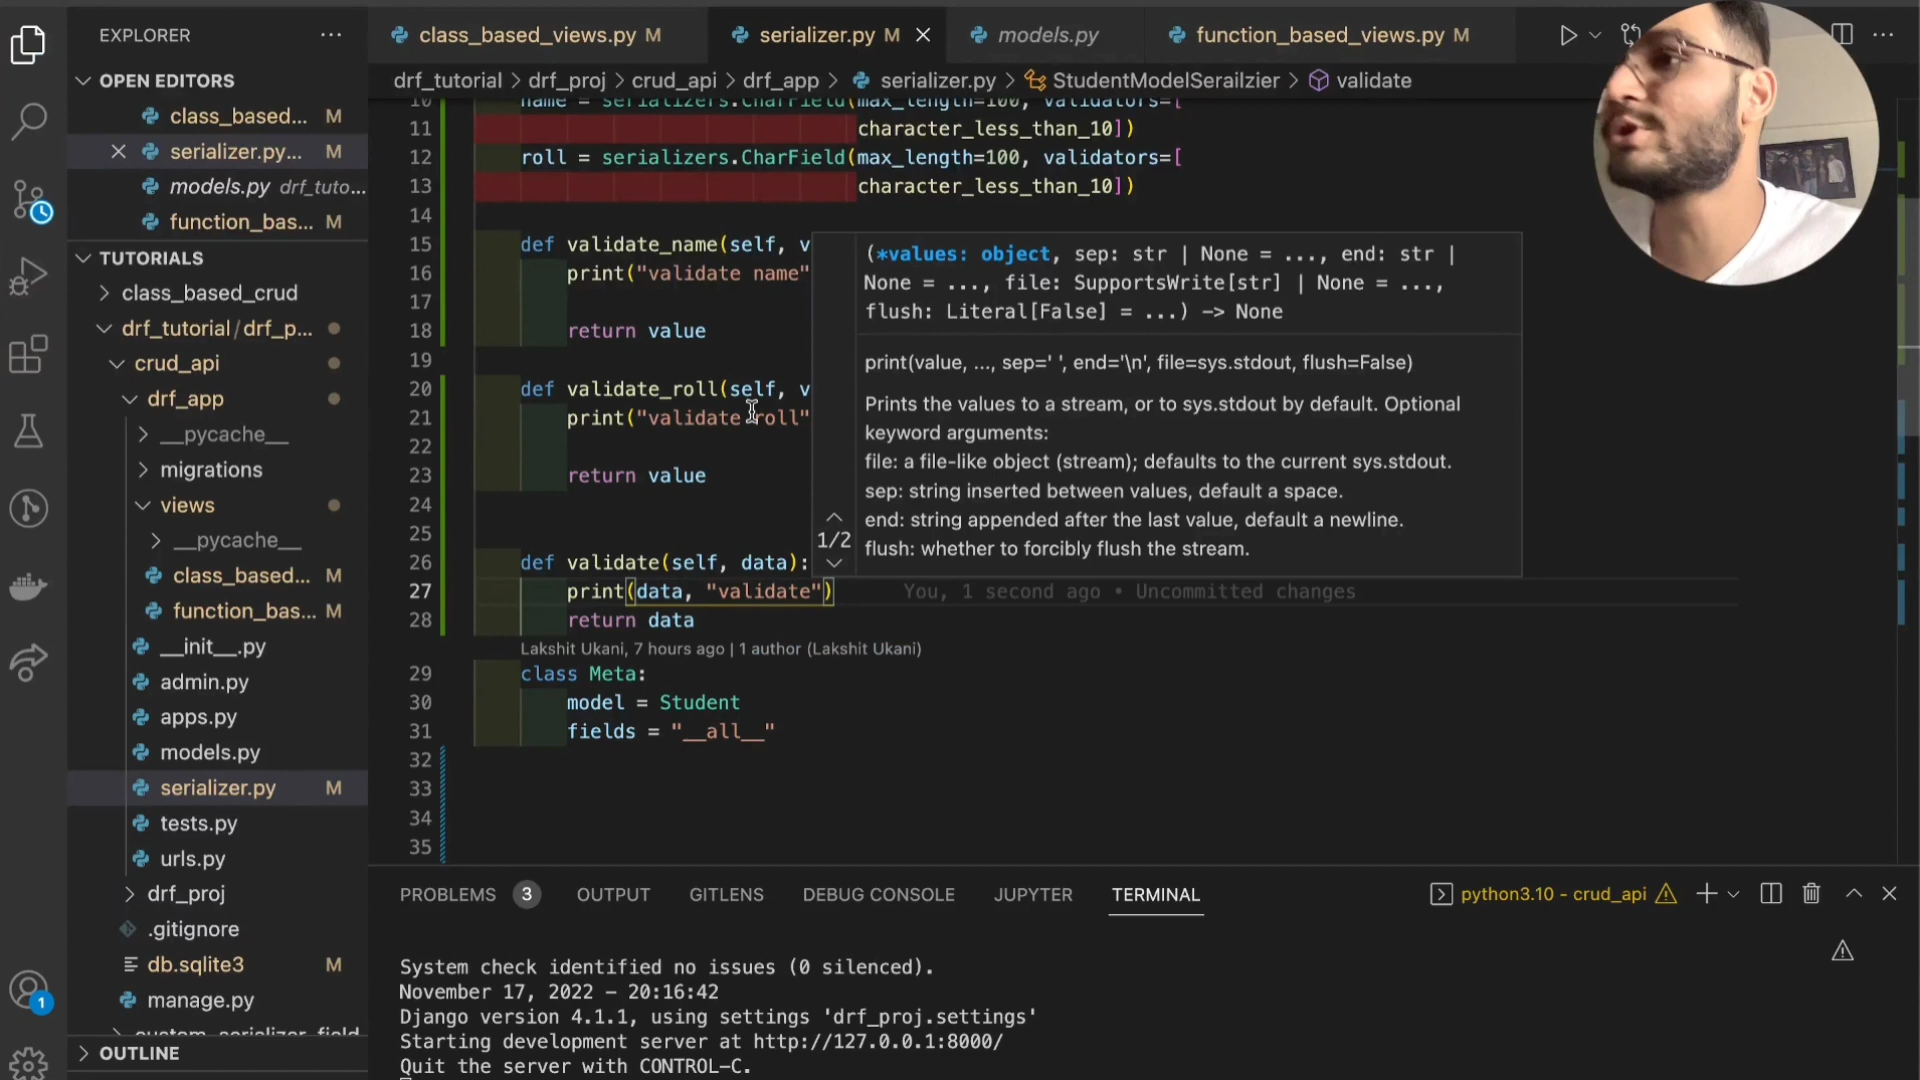 EXPLORER
OPEN EDITORS
class_based... M
serializer.py... M
models.py drf_tuto...
function_bas... M
TUTORIALS
class_based_crud
drf_tutorial/drf_p...
crud_api
drf_app
__pycache__
migrations
views
__pycache__
class_based... M
function_bas... M
__init__.py
admin.py
apps.py
models.py
serializer.py M
tests.py
urls.py
drf_proj
.gitignore
db.sqlite3 M
manage.py
custom_serializer_field
OUTLINE
1
class_based_views.py M
serializer.py M
models.py
function_based_views.py M
drf_tutorial > drf_proj > crud_api > drf_app > serializer.py > StudentModelSerailzier > validate
10 name = serializers.CharField(max_length=100, validators=[
11 character_less_than_10])
12 roll = serializers.CharField(max_length=100, validators=[
13 character_less_than_10])
14
15 def validate_name(self, v
16 print("validate name"
17
18 return value
19
20 def validate_roll(self, v
21 print("validate roll"
22
23 return value
24
25
26 def validate(self, data):
27 print(data, "validate") You, 1 second ago • Uncommitted changes
28 return data
Lakshit Ukani, 7 hours ago | 1 author (Lakshit Ukani)
29 class Meta:
30 model = Student
31 fields = "__all__"
32
33
34
35
(*values: object, sep: str | None = ..., end: str |
None = ..., file: SupportsWrite[str] | None = ...,
flush: Literal[False] = ...) -> None
print(value, ..., sep=' ', end='\n', file=sys.stdout, flush=False)
Prints the values to a stream, or to sys.stdout by default. Optional
keyword arguments:
file: a file-like object (stream); defaults to the current sys.stdout.
sep: string inserted between values, default a space.
end: string appended after the last value, default a newline.
flush: whether to forcibly flush the stream.
1/2
PROBLEMS 3 OUTPUT GITLENS DEBUG CONSOLE JUPYTER TERMINAL
python3.10 - crud_api
System check identified no issues (0 silenced).
November 17, 2022 - 20:16:42
Django version 4.1.1, using settings 'drf_proj.settings'
Starting development server at http://127.0.0.1:8000/
Quit the server with CONTROL-C.